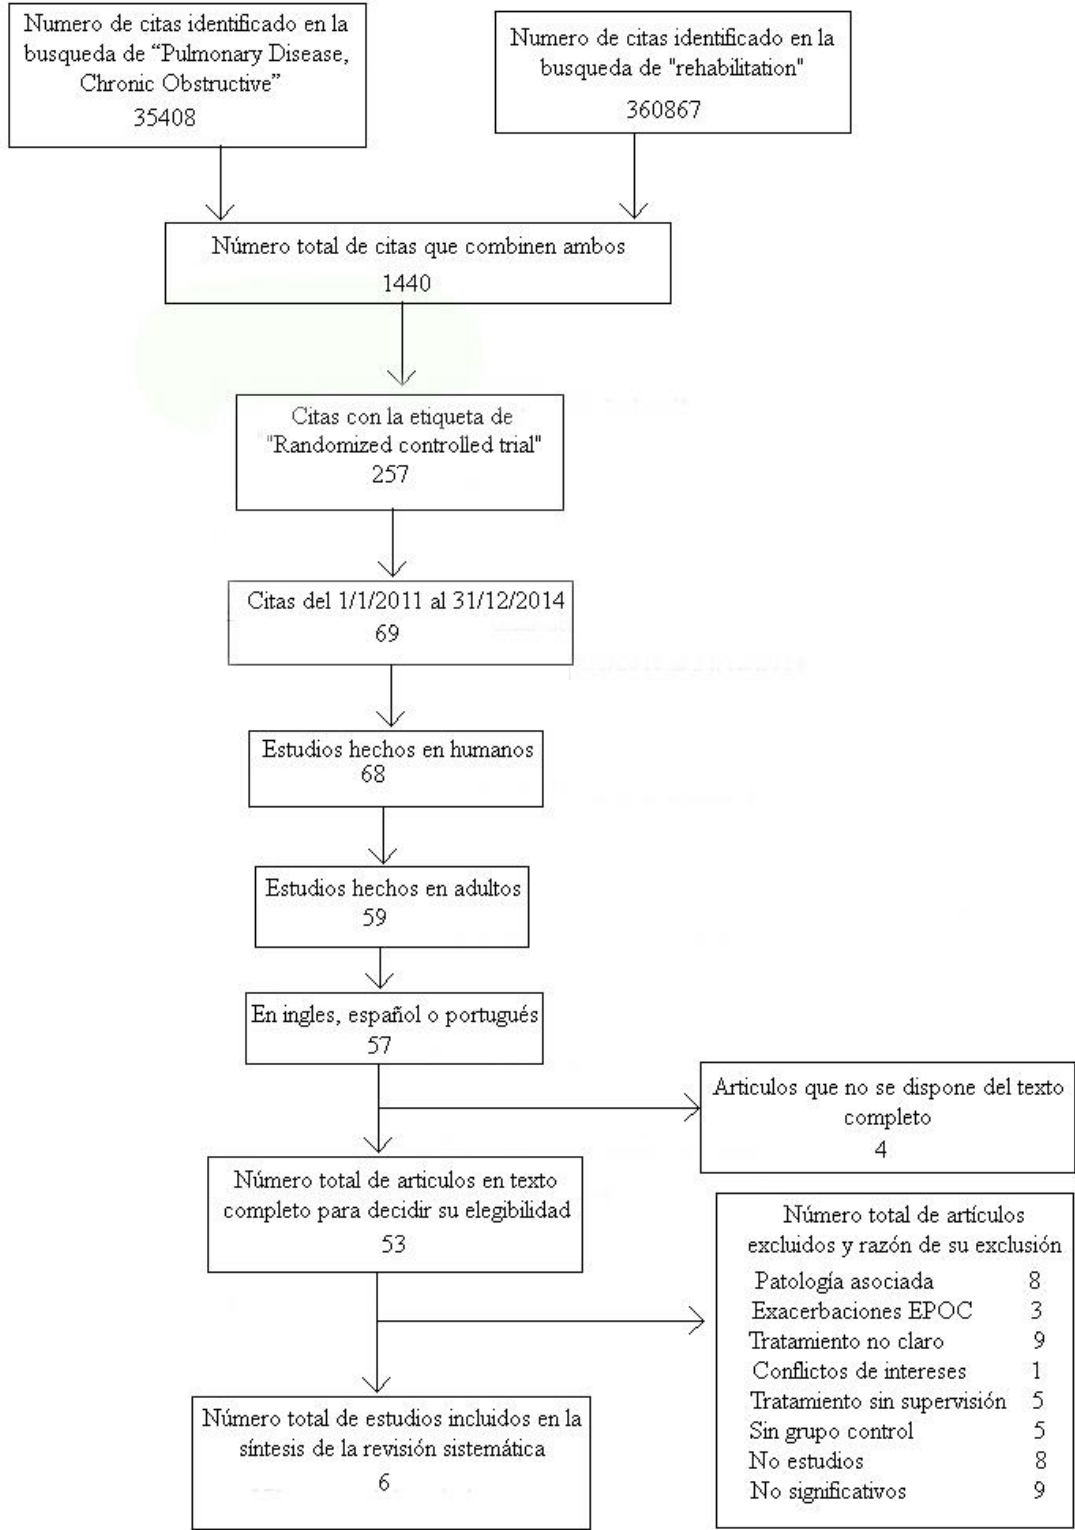 Numero de citas identificado en la
busqueda de “Pulmonary Disease,
Chronic Obstructive”
35408
Numero de citas identificado en la
busqueda de "rehabilitation"
360867
Número total de citas que combinen ambos
1440
Citas con la etiqueta de
"Randomized controlled trial"
257
Citas del 1/1/2011 al 31/12/2014
69
Estudios hechos en humanos
68
Estudios hechos en adultos
59
En ingles, español o portugués
57
Articulos que no se dispone del texto
completo
4
Número total de articulos en texto
completo para decidir su elegibilidad
53
Número total de artículos
excluidos y razón de su exclusión
Patología asociada 8
Exacerbaciones EPOC 3
Tratamiento no claro 9
Conflictos de intereses 1
Tratamiento sin supervisión 5
Sin grupo control 5
No estudios 8
No significativos 9
Número total de estudios incluidos en la
síntesis de la revisión sistemática
6